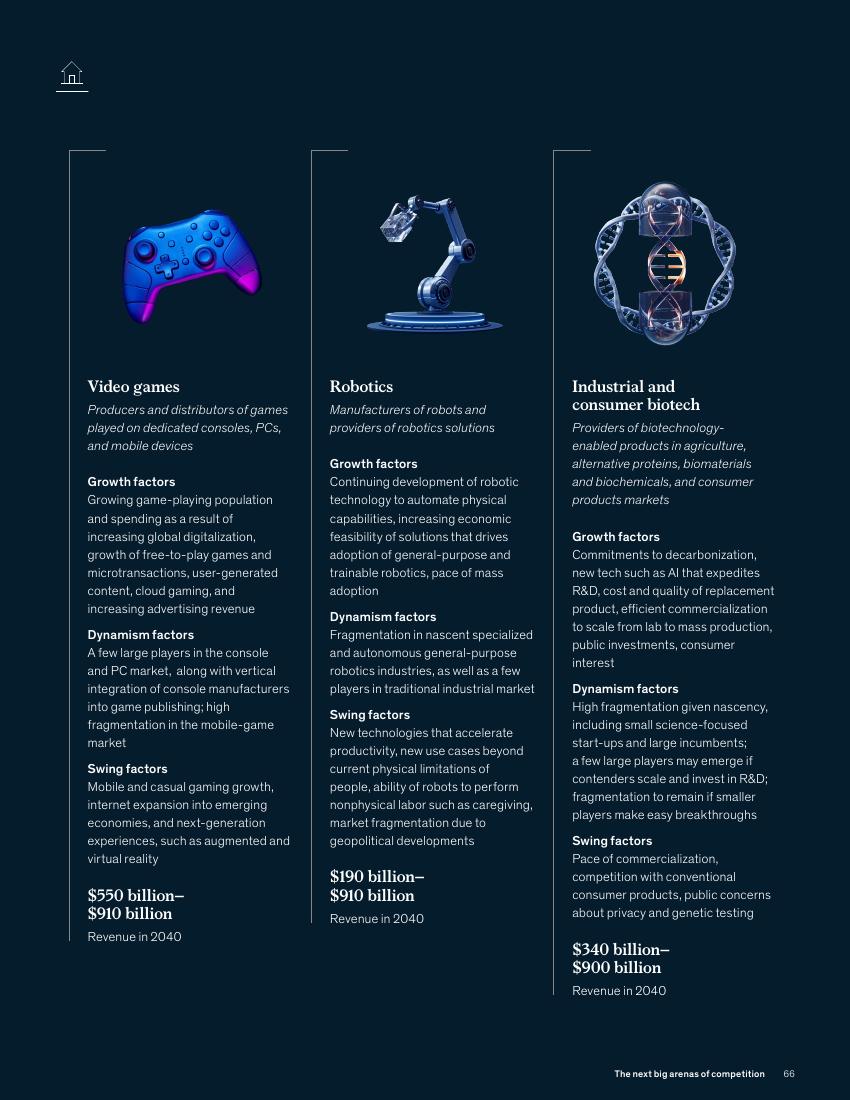 Video games
Producers and distributors of games
played on dedicated consoles, PCs,
and mobile devices
Growth factors
Growing game-playing population
and spending as a result of
increasing global digitalization,
growth of free-to-play games and
microtransactions, user-generated
content, cloud gaming, and
increasing advertising revenue
Dynamism factors
A few large players in the console
and PC market, along with vertical
integration of console manufacturers
into game publishing; high
fragmentation in the mobile-game
market
Swing factors
Mobile and casual gaming growth,
internet expansion into emerging
economies, and next-generation
experiences, such as augmented and
virtual reality
$550 billion–
$910 billion
Revenue in 2040
Robotics
Manufacturers of robots and
providers of robotics solutions
Growth factors
Continuing development of robotic
technology to automate physical
capabilities, increasing economic
feasibility of solutions that drives
adoption of general-purpose and
trainable robotics, pace of mass
adoption
Dynamism factors
Fragmentation in nascent specialized
and autonomous general-purpose
robotics industries, as well as a few
players in traditional industrial market
Swing factors
New technologies that accelerate
productivity, new use cases beyond
current physical limitations of
people, ability of robots to perform
nonphysical labor such as caregiving,
market fragmentation due to
geopolitical developments
$190 billion–
$910 billion
Revenue in 2040
Industrial and
consumer biotech
Providers of biotechnology-
enabled products in agriculture,
alternative proteins, biomaterials
and biochemicals, and consumer
products markets
Growth factors
Commitments to decarbonization,
new tech such as AI that expedites
R&D, cost and quality of replacement
product, efficient commercialization
to scale from lab to mass production,
public investments, consumer
interest
Dynamism factors
High fragmentation given nascency,
including small science-focused
start-ups and large incumbents;
a few large players may emerge if
contenders scale and invest in R&D;
fragmentation to remain if smaller
players make easy breakthroughs
Swing factors
Pace of commercialization,
competition with conventional
consumer products, public concerns
about privacy and genetic testing
$340 billion–
$900 billion
Revenue in 2040
The next big arenas of competition 66